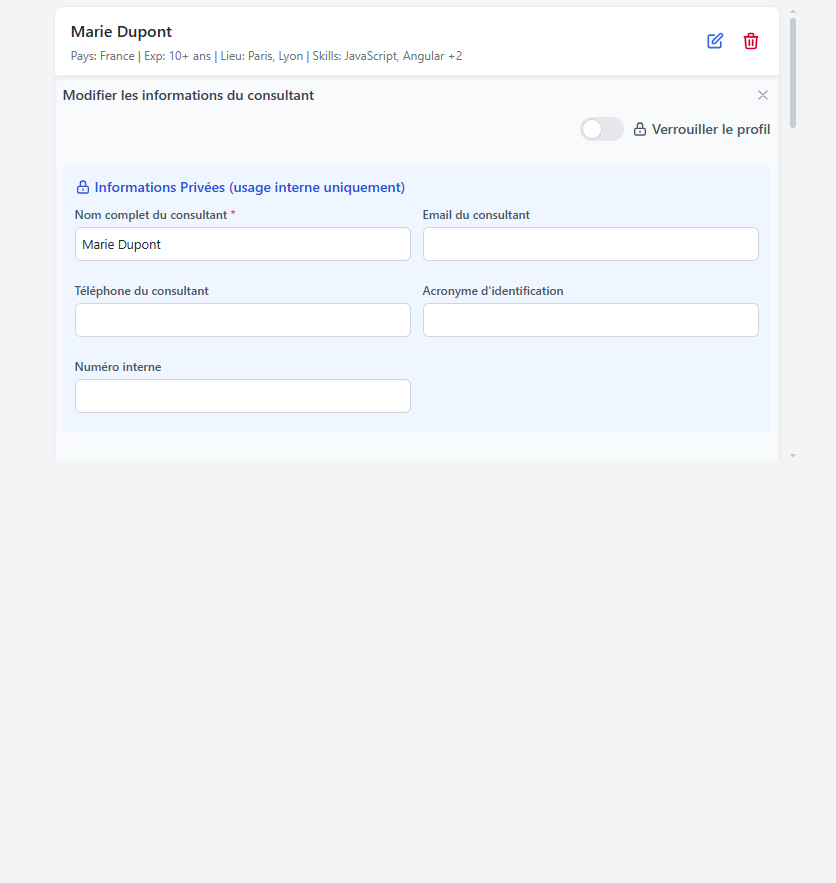 Marie Dupont
Pays: France | Exp: 10+ ans | Lieu: Paris, Lyon | Skills: JavaScript, Angular +2
Modifier les informations du consultant
Verrouiller le profil
Informations Privées (usage interne uniquement)
Nom complet du consultant *
Email du consultant
Marie Dupont
Téléphone du consultant
Acronyme d'identification
Numéro interne